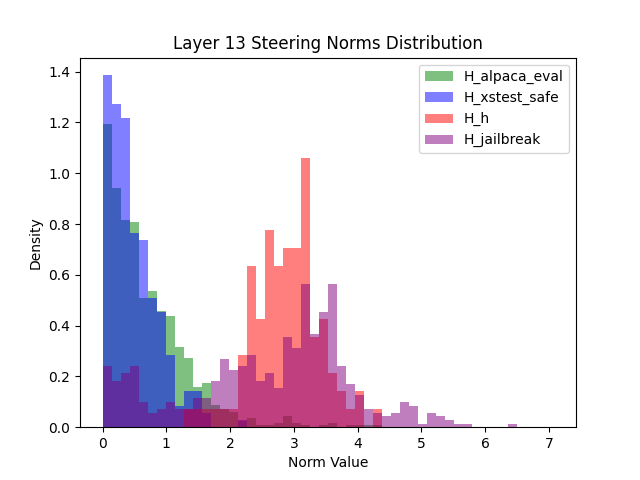 Layer 13 Steering Norms Distribution
H_alpaca_eval
H_xstest_safe
H_h
H_jailbreak
Density
1.4
1.2
1.0
0.8
0.6
0.4
0.2
0.0
0 1 2 3 4 5 6 7
Norm Value